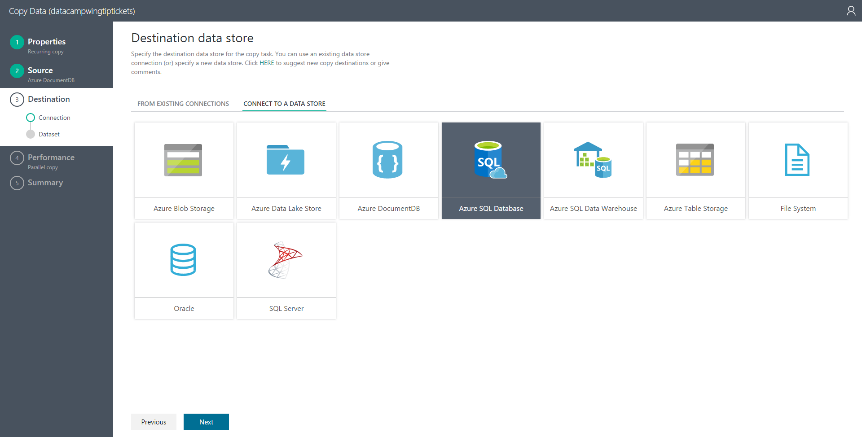 Copy Data (datacampwingtiptickets)
1 Properties
Recurring copy
2 Source
Azure DocumentDB
3 Destination
Connection
Dataset
4 Performance
Parallel copy
5 Summary
Destination data store
Specify the destination data store for the copy task. You can use an existing data store
connection (or) specify a new data store. Click HERE to suggest new copy destinations or give
comments.
FROM EXISTING CONNECTIONS CONNECT TO A DATA STORE
{ } SQL SQL
Azure Blob Storage Azure Data Lake Store Azure DocumentDB Azure SQL Database Azure SQL Data Warehouse Azure Table Storage File System
Oracle SQL Server
Previous Next